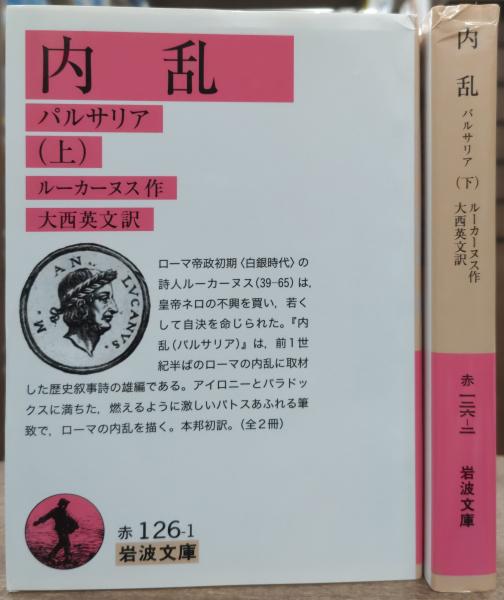 内乱
パルサリア
(上)
ルーカーヌス作
大西英文訳
M. AN. LVCANVS.
ローマ帝政初期〈白銀時代〉の
詩人ルーカーヌス(39-65)は,
皇帝ネロの不興を買い,若く
して自決を命じられた。『内
乱(パルサリア)』は,前1世
紀半ばのローマの内乱に取材
した歴史叙事詩の雄編である。アイロニーとパラドッ
クスに満ちた,燃えるように激しいパトスあふれる筆
致で,ローマの内乱を描く。本邦初訳。(全2冊)
赤 126-1
岩波文庫
内乱
パルサリア
(下)
ルーカーヌス作
大西英文訳
赤
一二六-二
岩波文庫